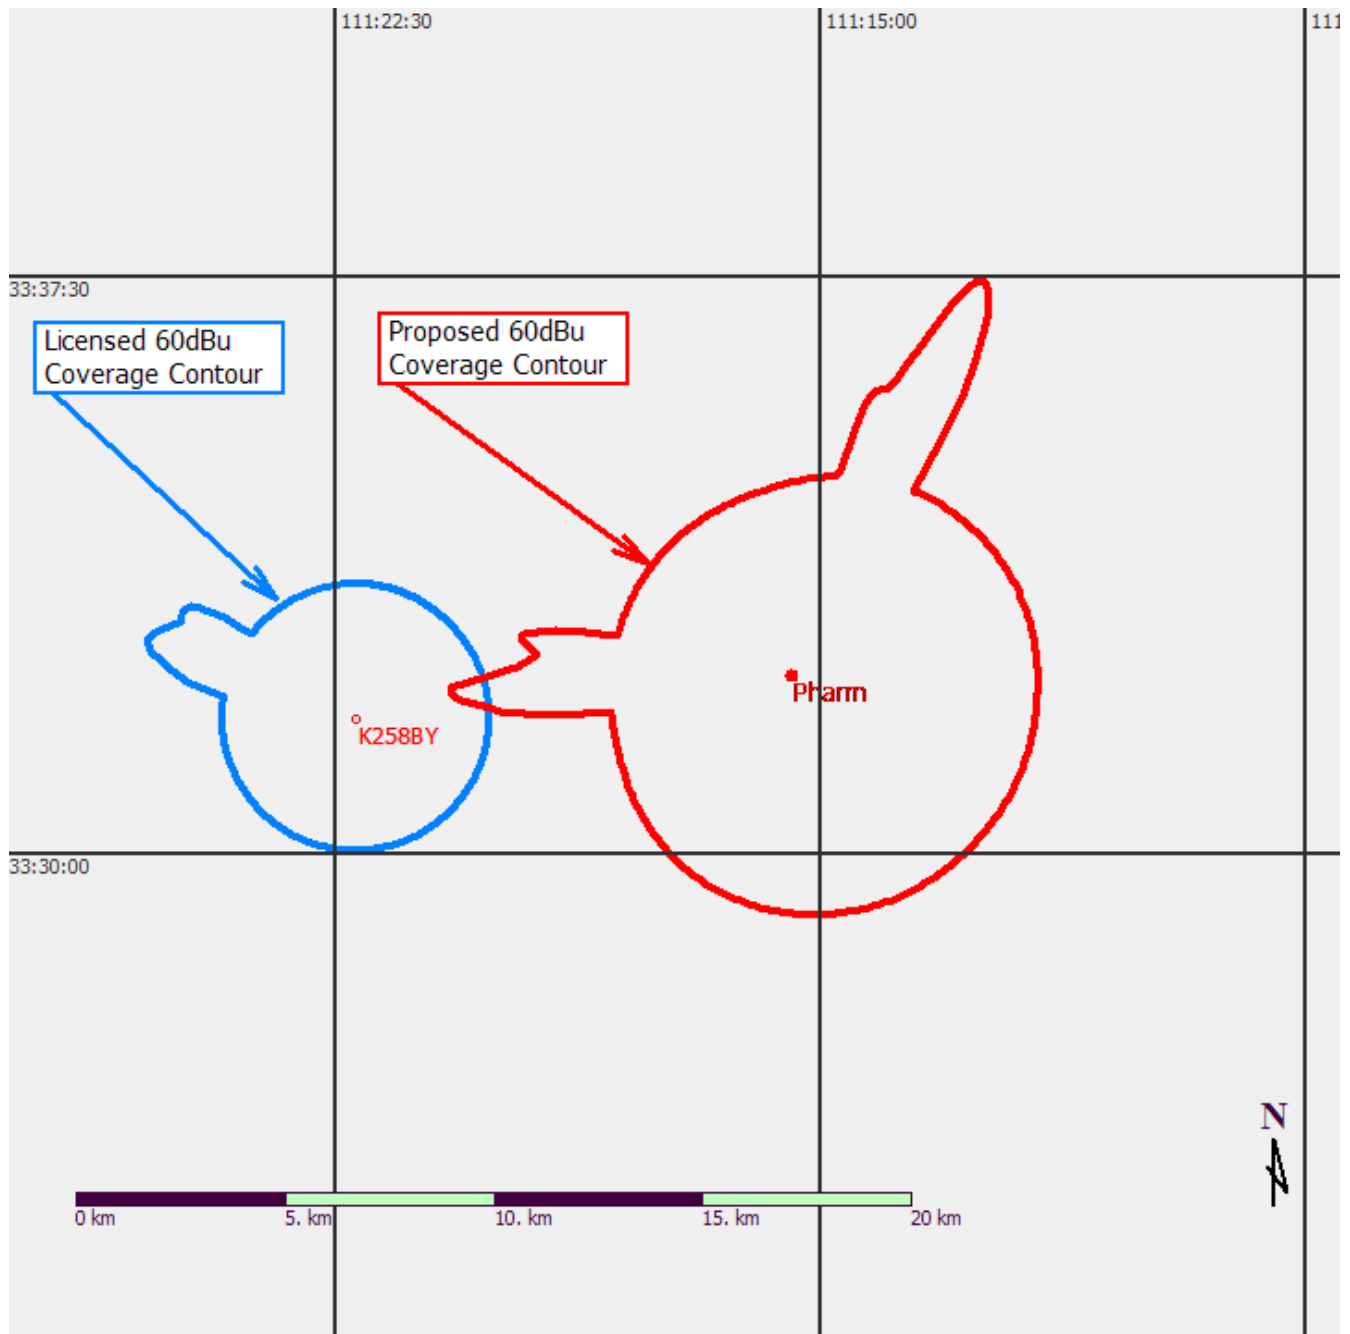 111:22:30
111:15:00
111
33:37:30
Licensed 60dBu
Coverage Contour
Proposed 60dBu
Coverage Contour
Pharm
K258BY
33:30:00
N
0 km
5. km
10. km
15. km
20 km